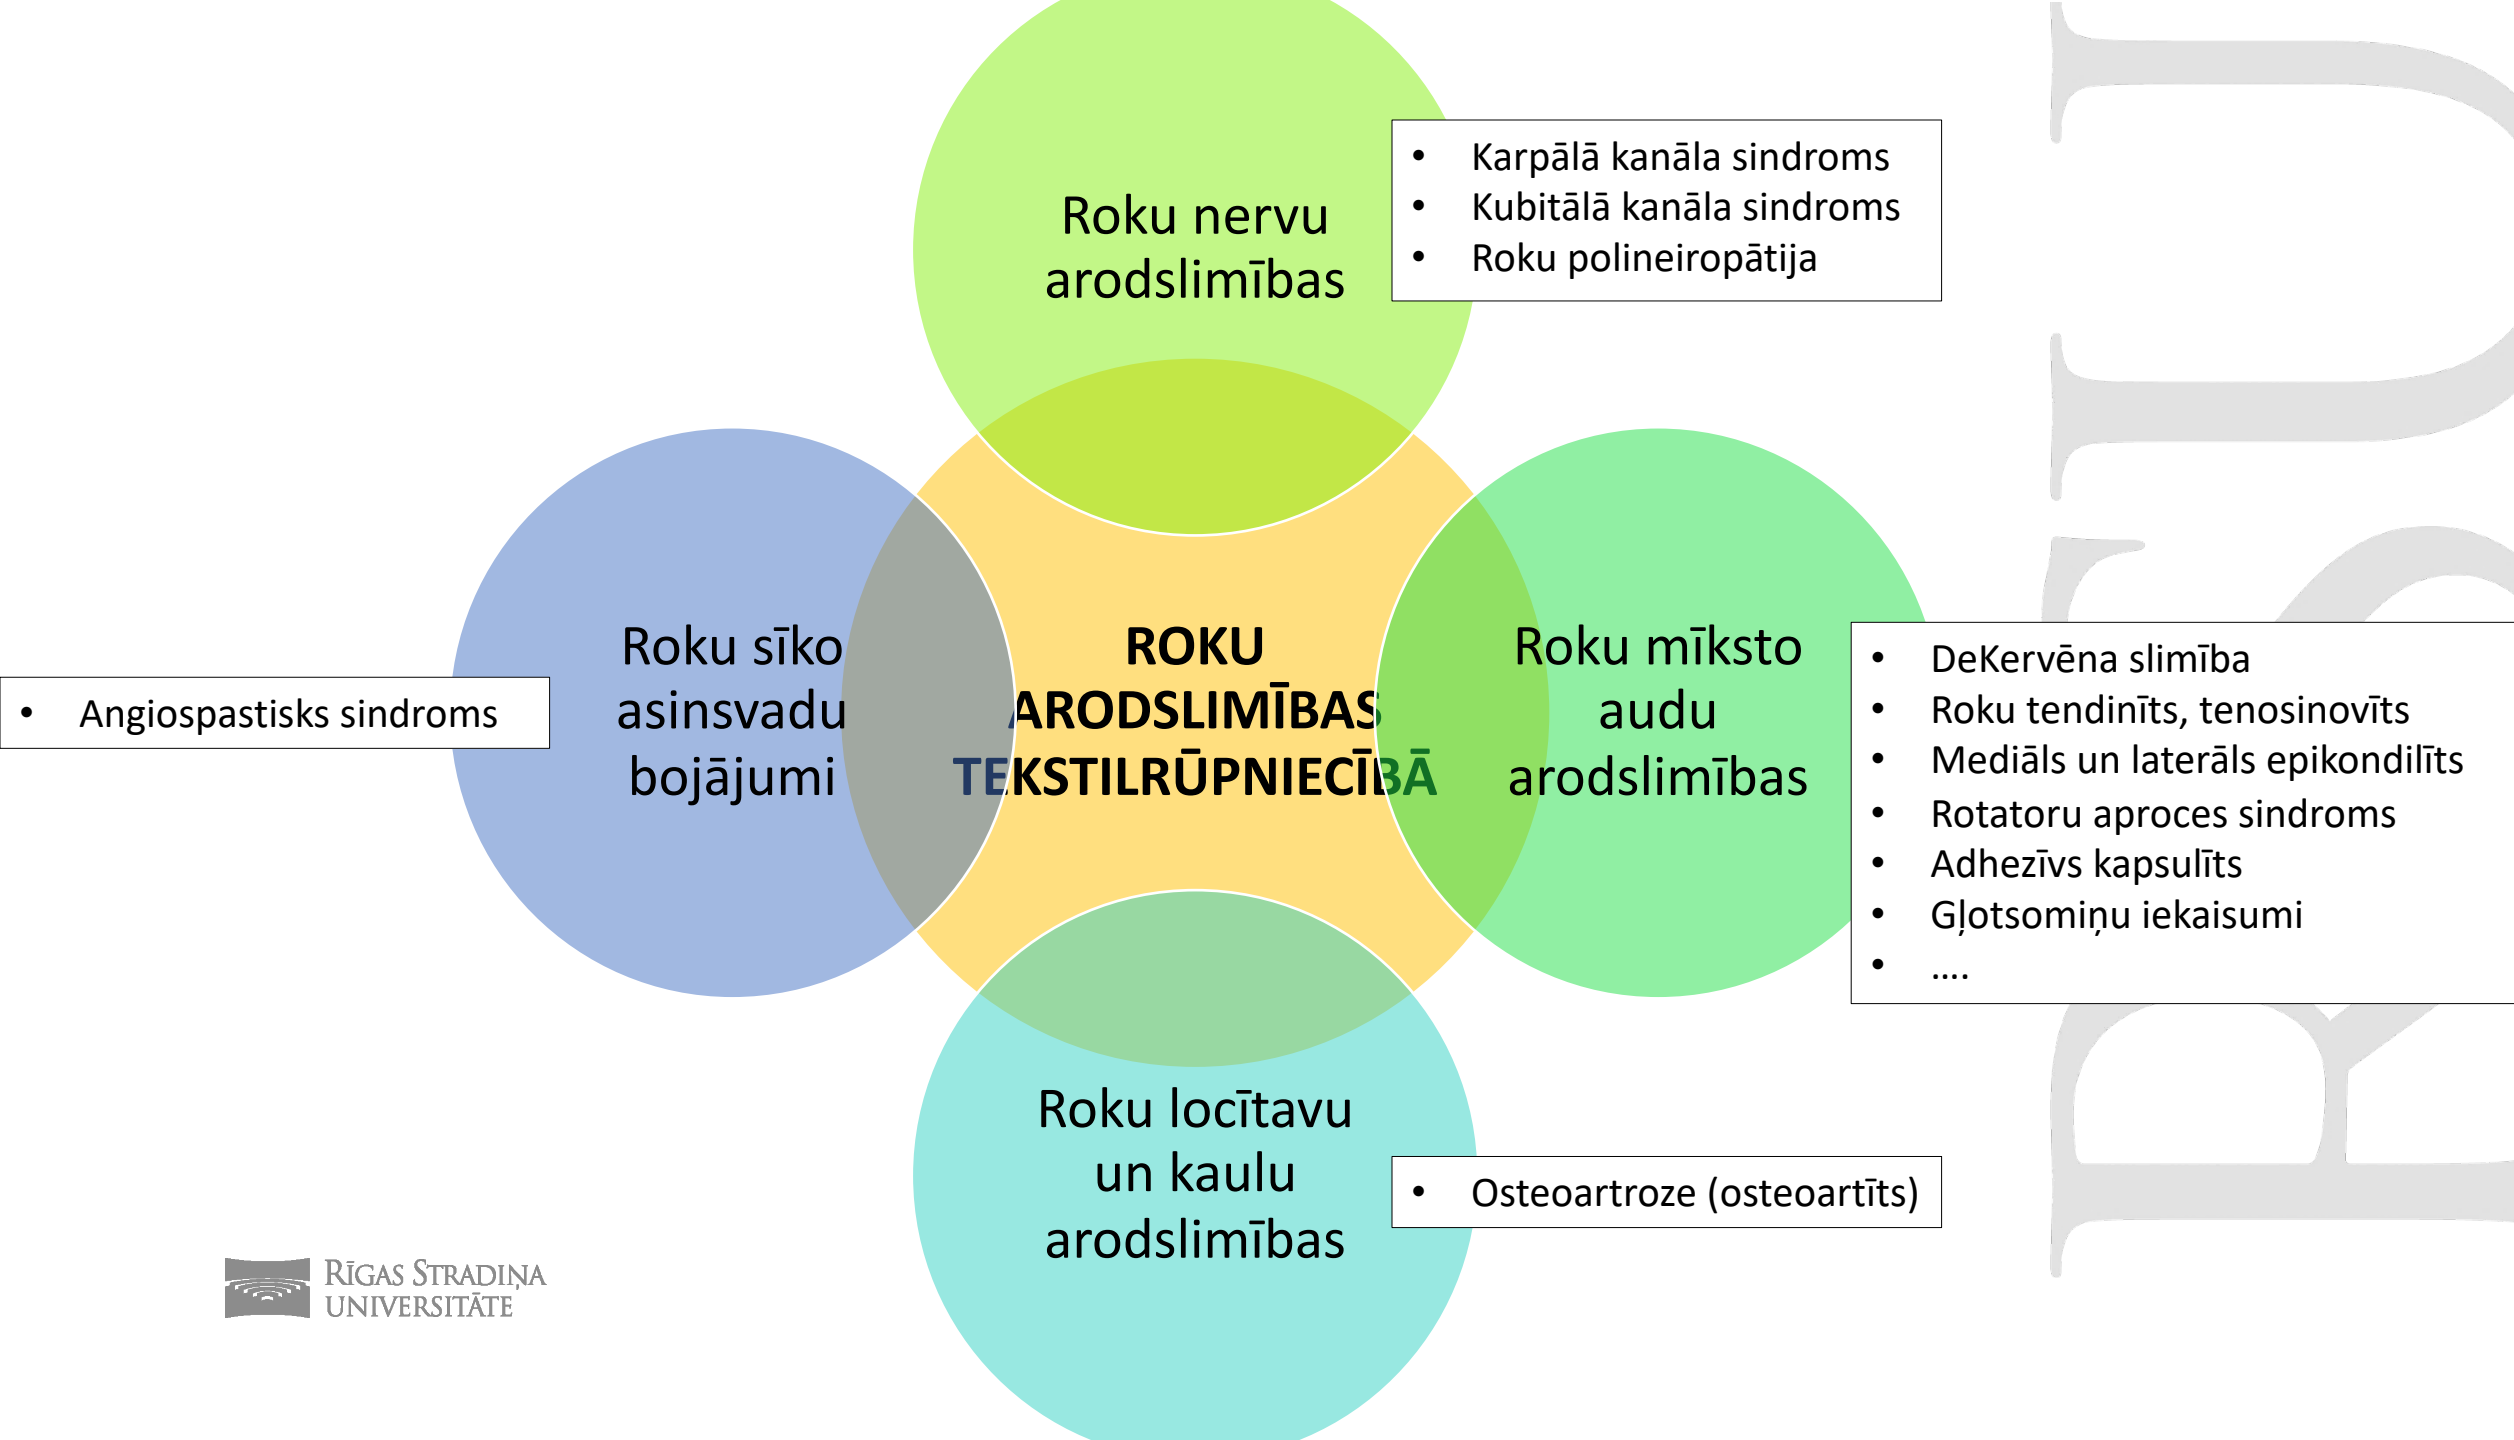 Roku nervu
arodslimības
• Karpālā kanāla sindroms
• Kubitālā kanāla sindroms
• Roku polineiropātija
• Angiospastisks sindroms
Roku sīko
asinsvadu
bojājumi
ROKU
ARODSLIMĪBAS
TEKSTILRŪPNIECĪBĀ
Roku mīksto
audu
arodslimības
• DeKervēna slimība
• Roku tendinīts, tenosinovīts
• Mediāls un laterāls epikondilīts
• Rotatoru aproces sindroms
• Adhezīvs kapsulīts
• Gļotsomiņu iekaisumi
• ....
Roku locītavu
un kaulu
arodslimības
• Osteoartroze (osteoartīts)
RĪGAS STRADIŅA
UNIVERSITĀTE
RSU